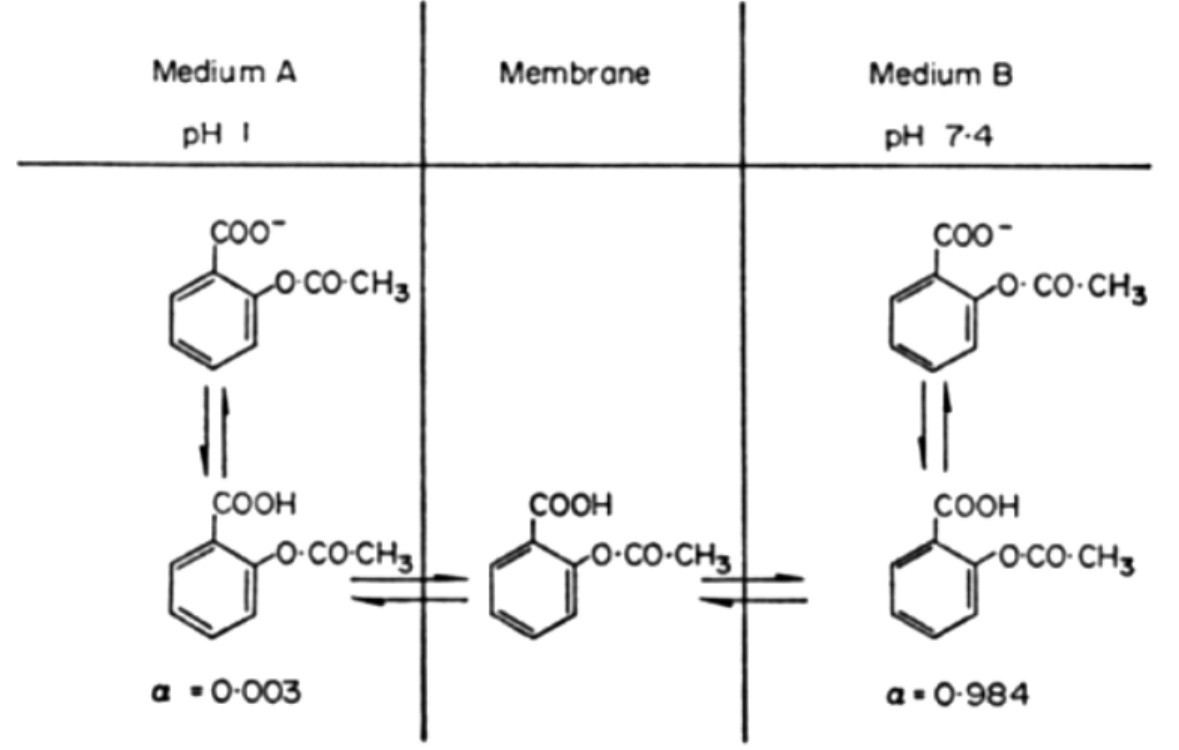 Medium A Membrane Medium B
pH 1 pH 7·4
COO⁻ COO⁻
O·CO·CH₃ O·CO·CH₃
COOH COOH COOH
O·CO·CH₃ O·CO·CH₃ O·CO·CH₃
α = 0·003 α = 0·984